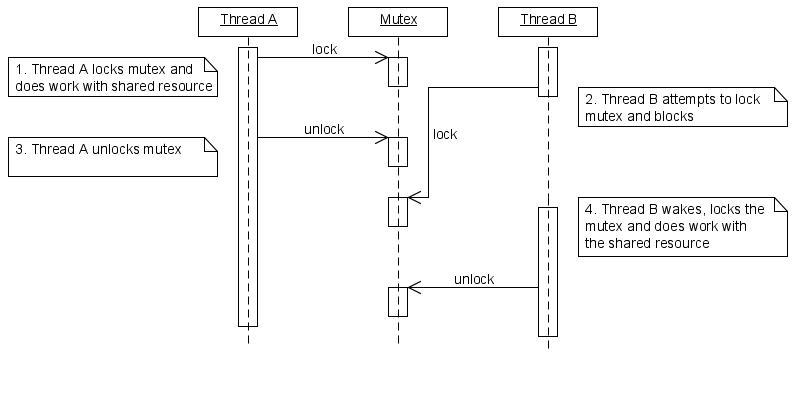 Thread A
Mutex
Thread B
lock
1. Thread A locks mutex and
does work with shared resource
2. Thread B attempts to lock
mutex and blocks
unlock
lock
3. Thread A unlocks mutex
4. Thread B wakes, locks the
mutex and does work with
the shared resource
unlock